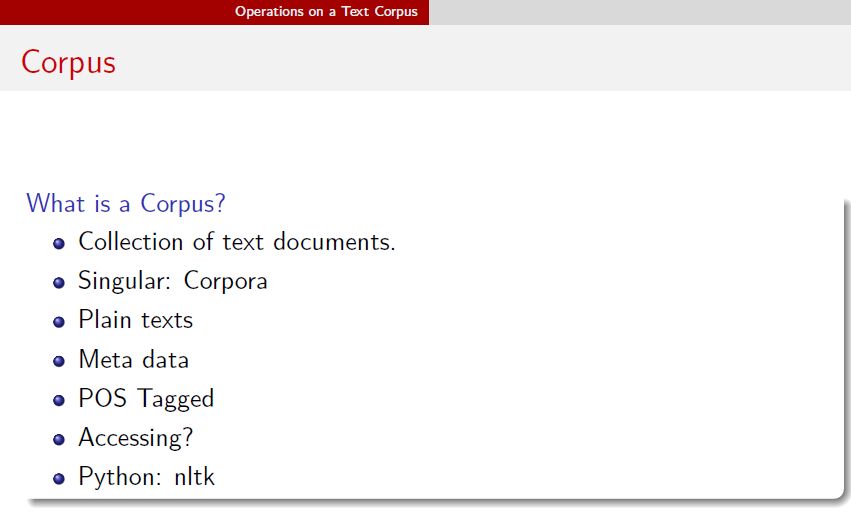 Operations on a Text Corpus
Corpus
What is a Corpus?
Collection of text documents.
Singular: Corpora
Plain texts
Meta data
POS Tagged
Accessing?
Python: nltk